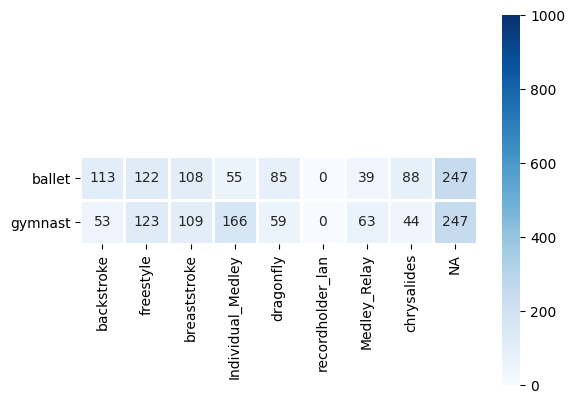 1000
800
600
400
200
0
ballet 113 122 108 55 85 0 39 88 247
gymnast 53 123 109 166 59 0 63 44 247
backstroke
freestyle
breaststroke
Individual_Medley
dragonfly
recordholder_lan
Medley_Relay
chrysalides
NA